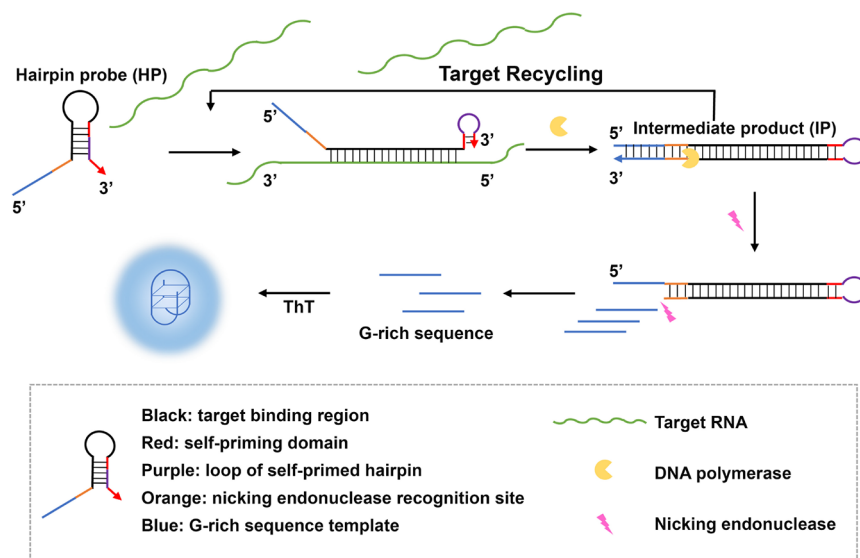 Hairpin probe (HP)
Target Recycling
5’
3’
Intermediate product (IP)
5’
3’
3’
5’
5’
3’
5’
ThT
G-rich sequence
Black: target binding region
Red: self-priming domain
Purple: loop of self-primed hairpin
Orange: nicking endonuclease recognition site
Blue: G-rich sequence template
Target RNA
DNA polymerase
Nicking endonuclease